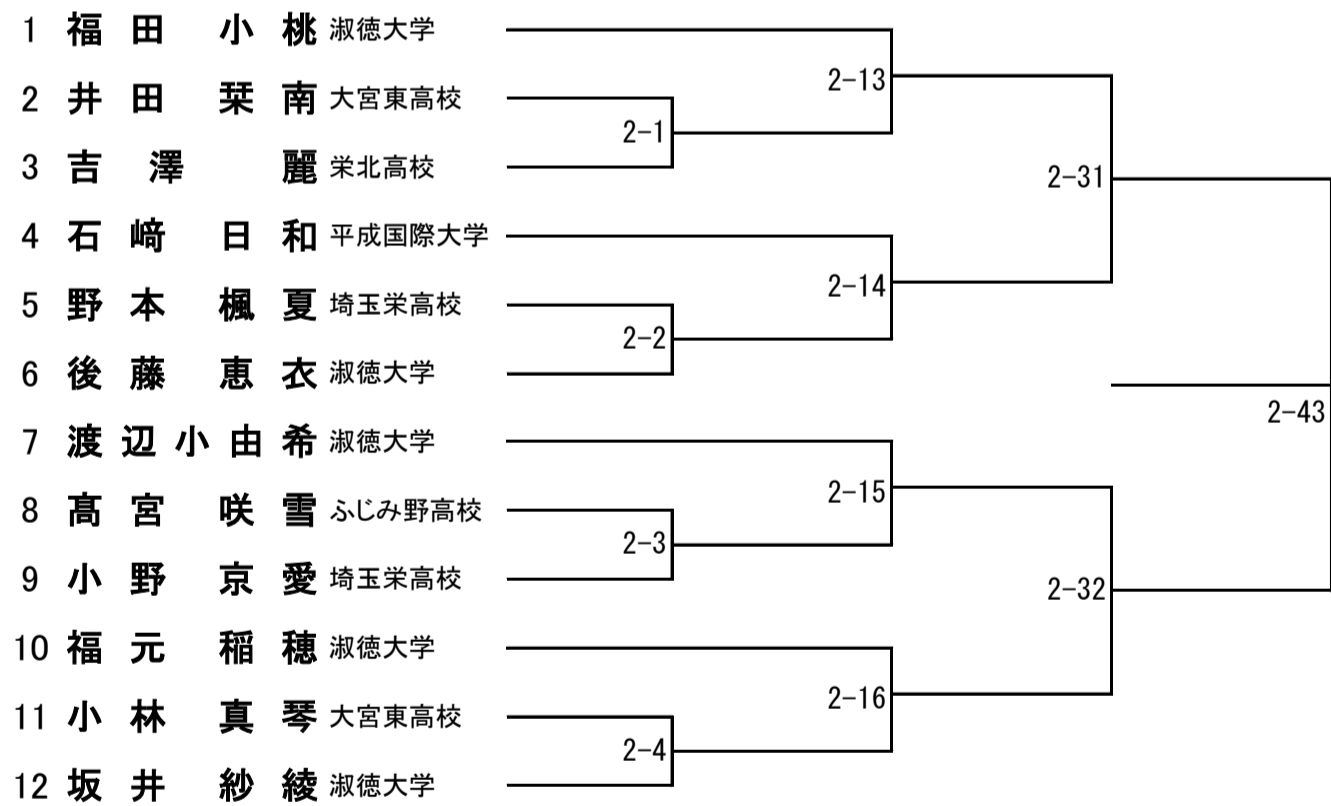 1 福田 小桃 淑徳大学
2-13
2 井田 栞南 大宮東高校
2-1
3 吉澤 麗 栄北高校
2-31
4 石﨑 日和 平成国際大学
2-14
5 野本 楓夏 埼玉栄高校
2-2
6 後藤 恵衣 淑徳大学
2-43
7 渡辺小由希 淑徳大学
2-15
8 髙宮 咲雪 ふじみ野高校
2-3
9 小野 京愛 埼玉栄高校
2-32
10 福元 稲穂 淑徳大学
2-16
11 小林 真琴 大宮東高校
2-4
12 坂井 紗綾 淑徳大学